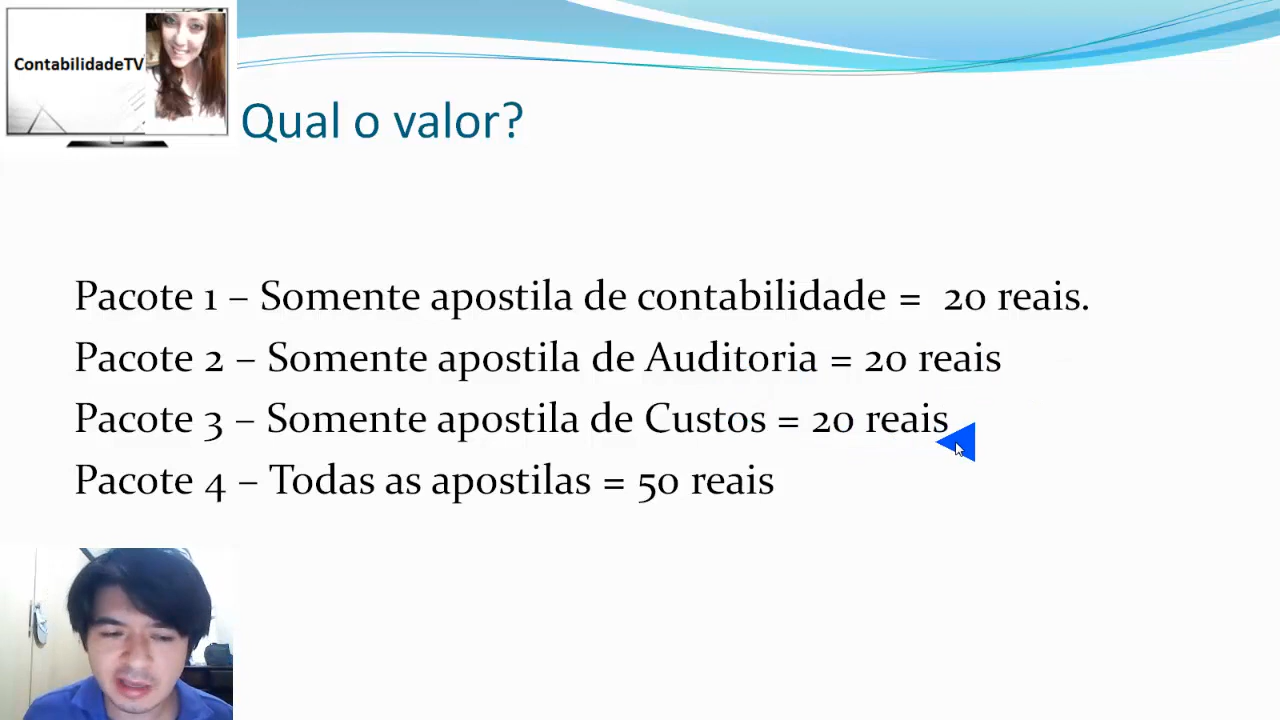 ContabilidadeTV
Qual o valor?
Pacote 1 – Somente apostila de contabilidade = 20 reais.
Pacote 2 – Somente apostila de Auditoria = 20 reais
Pacote 3 – Somente apostila de Custos = 20 reais
Pacote 4 – Todas as apostilas = 50 reais